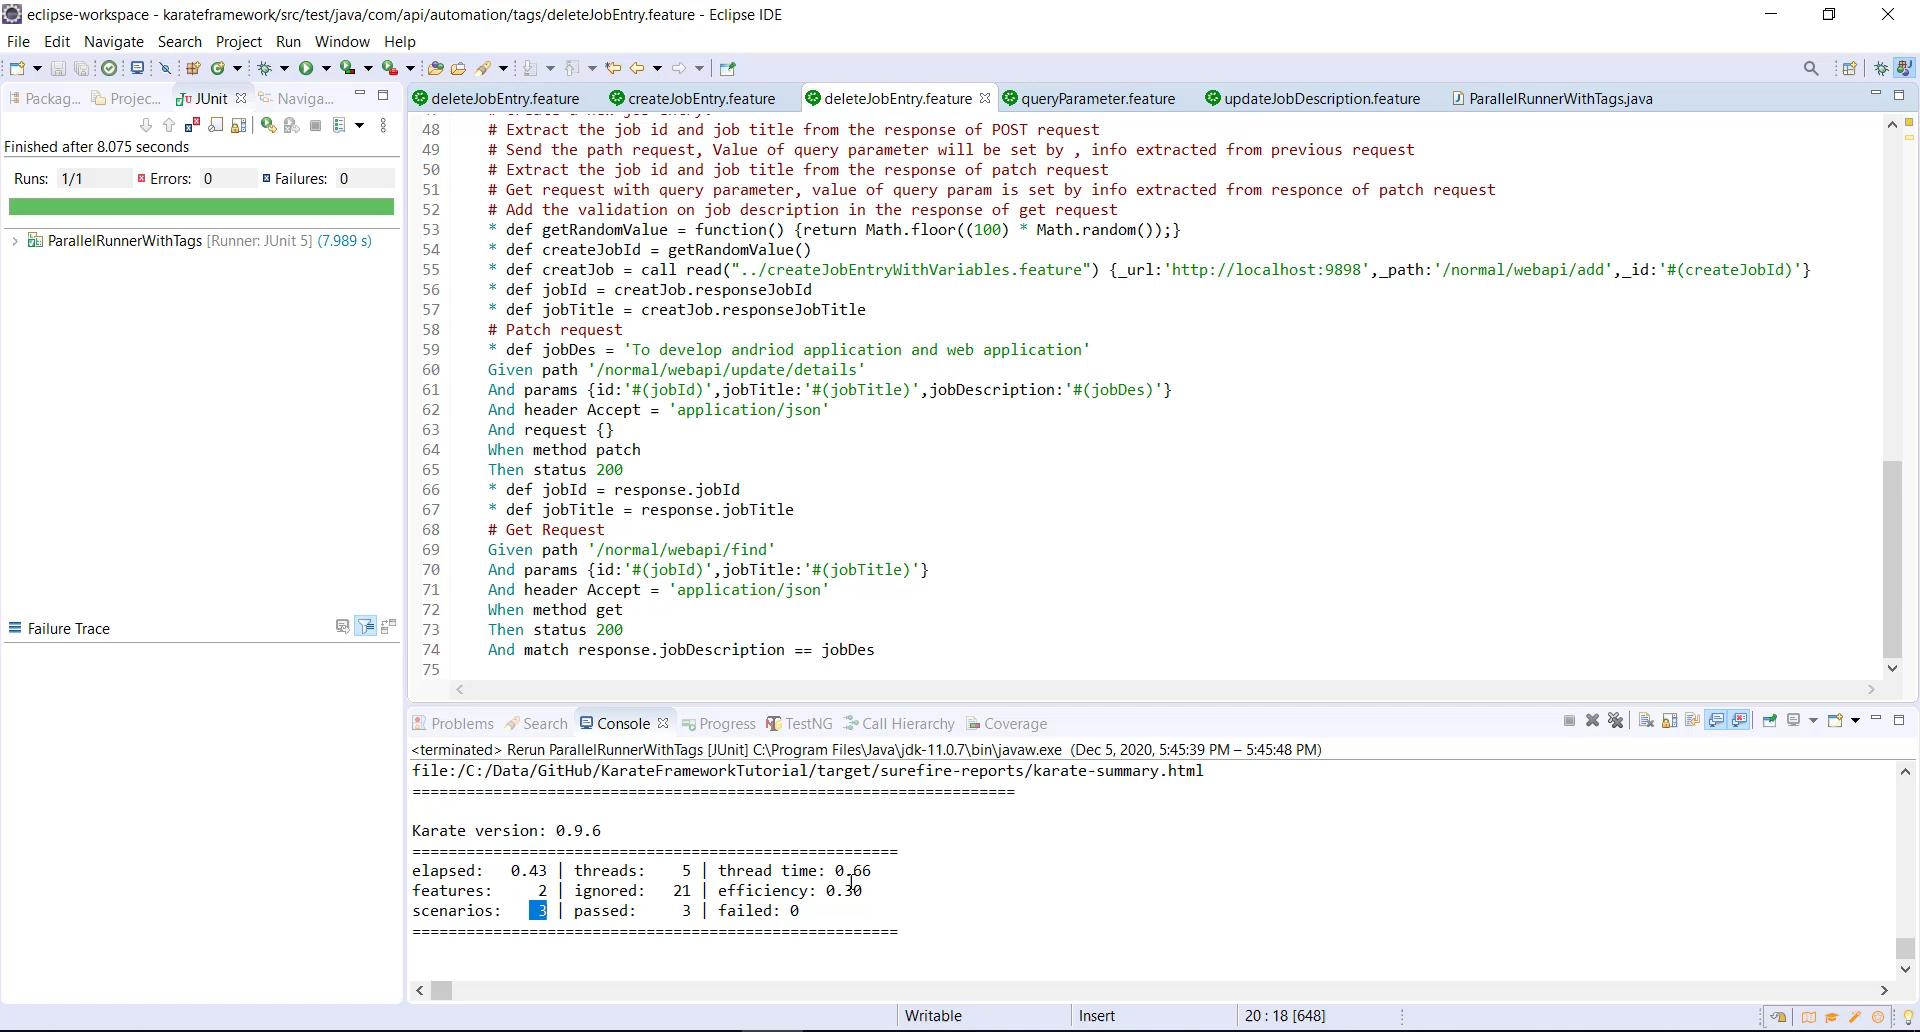 eclipse-workspace - karateframework/src/test/java/com/api/automation/tags/deleteJobEntry.feature - Eclipse IDE
File Edit Navigate Search Project Run Window Help
Packag... Projec... JUnit Naviga...
deleteJobEntry.feature createJobEntry.feature deleteJobEntry.feature queryParameter.feature updateJobDescription.feature ParallelRunnerWithTags.java
Finished after 8.075 seconds
Runs: 1/1 Errors: 0 Failures: 0
ParallelRunnerWithTags [Runner: JUnit 5] (7.989 s)
Failure Trace
48 # Extract the job id and job title from the response of POST request
49 # Send the path request, Value of query parameter will be set by , info extracted from previous request
50 # Extract the job id and job title from the response of patch request
51 # Get request with query parameter, value of query param is set by info extracted from responce of patch request
52 # Add the validation on job description in the response of get request
53 * def getRandomValue = function() {return Math.floor((100) * Math.random());}
54 * def createJobId = getRandomValue()
55 * def creatJob = call read("../createJobEntryWithVariables.feature") {_url:'http://localhost:9898',_path:'/normal/webapi/add',_id:'#(createJobId)'}
56 * def jobId = creatJob.responseJobId
57 * def jobTitle = creatJob.responseJobTitle
58 # Patch request
59 * def jobDes = 'To develop andriod application and web application'
60 Given path '/normal/webapi/update/details'
61 And params {id:'#(jobId)',jobTitle:'#(jobTitle)',jobDescription:'#(jobDes)'}
62 And header Accept = 'application/json'
63 And request {}
64 When method patch
65 Then status 200
66 * def jobId = response.jobId
67 * def jobTitle = response.jobTitle
68 # Get Request
69 Given path '/normal/webapi/find'
70 And params {id:'#(jobId)',jobTitle:'#(jobTitle)'}
71 And header Accept = 'application/json'
72 When method get
73 Then status 200
74 And match response.jobDescription == jobDes
75
Problems Search Console Progress TestNG Call Hierarchy Coverage
<terminated> Rerun ParallelRunnerWithTags [JUnit] C:\Program Files\Java\jdk-11.0.7\bin\javaw.exe (Dec 5, 2020, 5:45:39 PM – 5:45:48 PM)
file:/C:/Data/GitHub/KarateFrameworkTutorial/target/surefire-reports/karate-summary.html
===================================================================
Karate version: 0.9.6
======================================================
elapsed: 0.43 | threads: 5 | thread time: 0.66
features: 2 | ignored: 21 | efficiency: 0.30
scenarios: 3 | passed: 3 | failed: 0
======================================================
Writable Insert 20 : 18 [648]